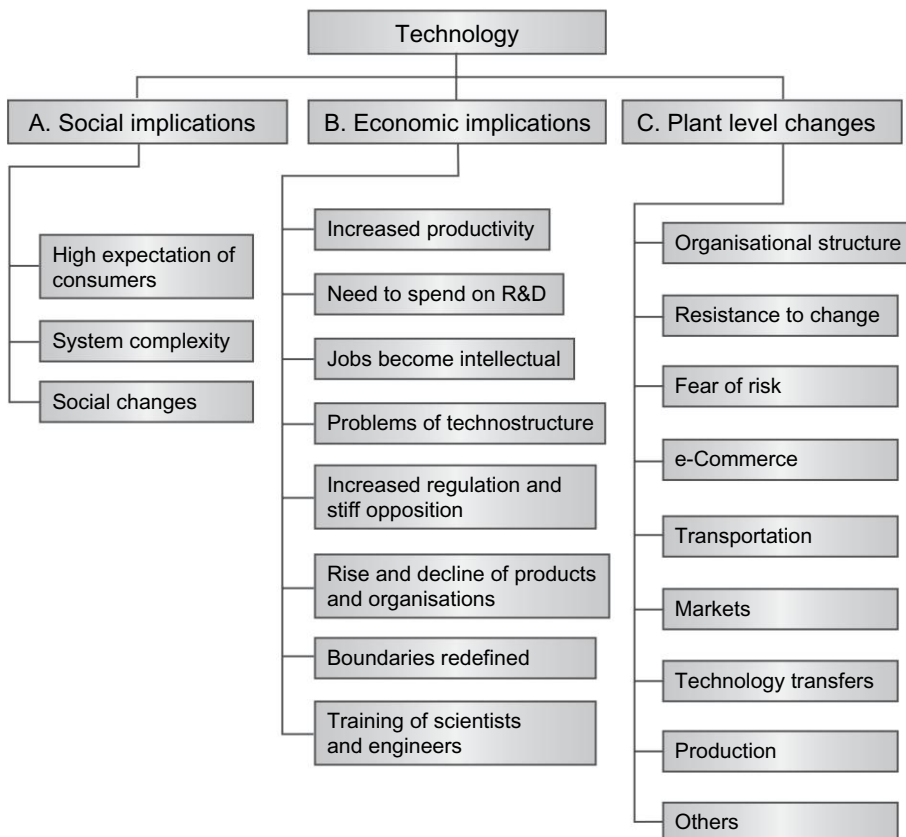 Technology
A. Social implications
High expectation of
consumers
System complexity
Social changes
B. Economic implications
Increased productivity
Need to spend on R&D
Jobs become intellectual
Problems of technostructure
Increased regulation and
stiff opposition
Rise and decline of products
and organisations
Boundaries redefined
Training of scientists
and engineers
C. Plant level changes
Organisational structure
Resistance to change
Fear of risk
e-Commerce
Transportation
Markets
Technology transfers
Production
Others